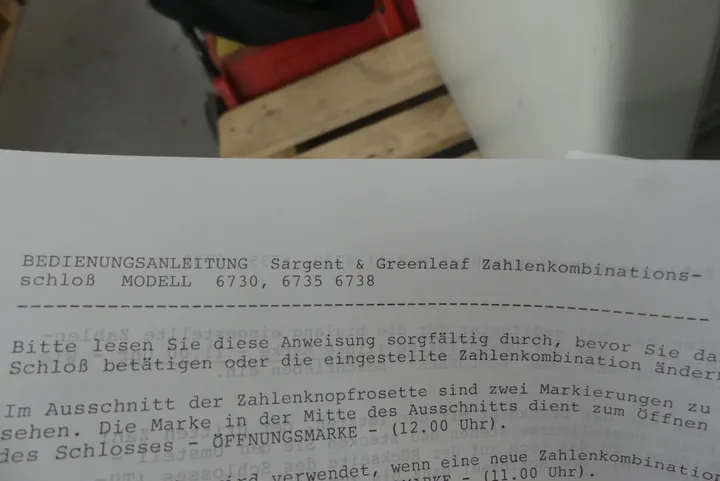 BEDIENUNGSANLEITUNG Sargent & Greenleaf Zahlenkombinations-
schloß MODELL 6730, 6735 6738
Bitte lesen Sie diese Anweisung sorgfältig durch, bevor Sie da
Schloß betätigen oder die eingestellte Zahlenkombination änder
Im Ausschnitt der Zahlenknopfrosette sind zwei Markierungen zu
sehen. Die Marke in der Mitte des Ausschnitts dient zum Öffnen
des Schlosses - ÖFFNUNGSMARKE - (12.00 Uhr).
wird verwendet, wenn eine neue Zahlenkombination
MARKE - (11.00 Uhr).